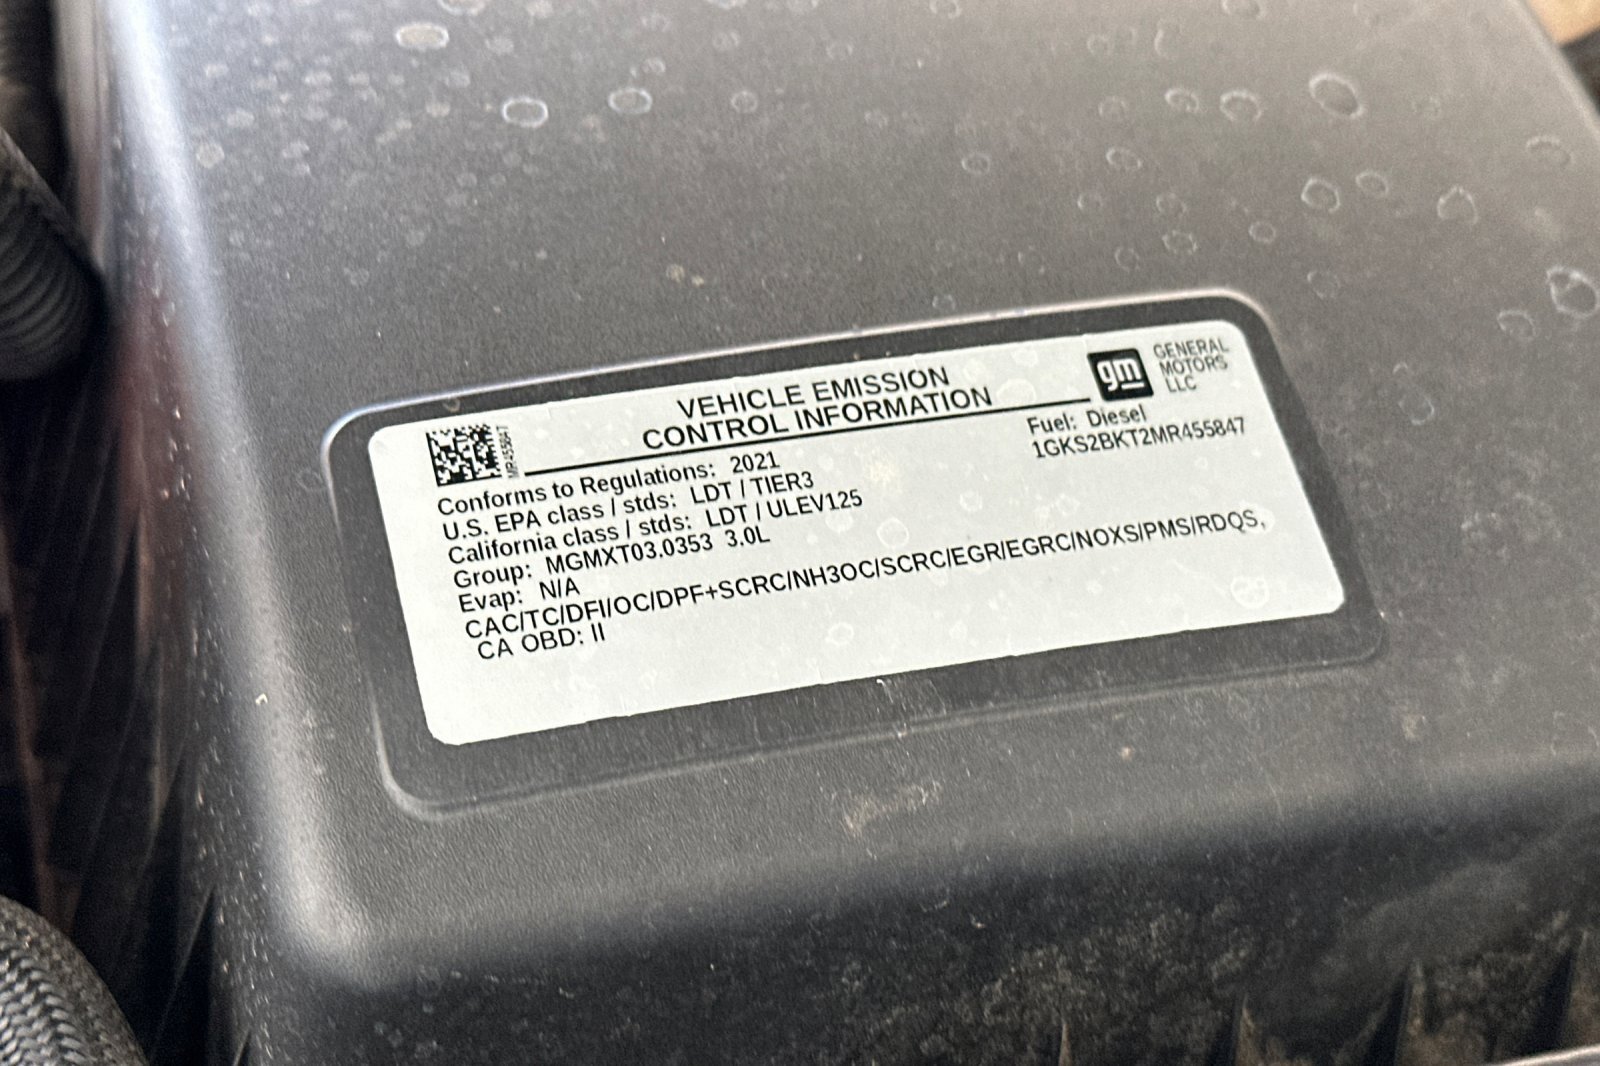 VEHICLE EMISSION
CONTROL INFORMATION
gm
GENERAL
MOTORS
LLC
MR455847
Fuel: Diesel
1GKS2BKT2MR455847
Conforms to Regulations: 2021
U.S. EPA class / stds: LDT / TIER3
California class / stds: LDT / ULEV125
Group: MGMXT03.0353 3.0L
Evap: N/A
CAC/TC/DFI/OC/DPF+SCRC/NH3OC/SCRC/EGR/EGRC/NOXS/PMS/RDQS,
CA OBD: II